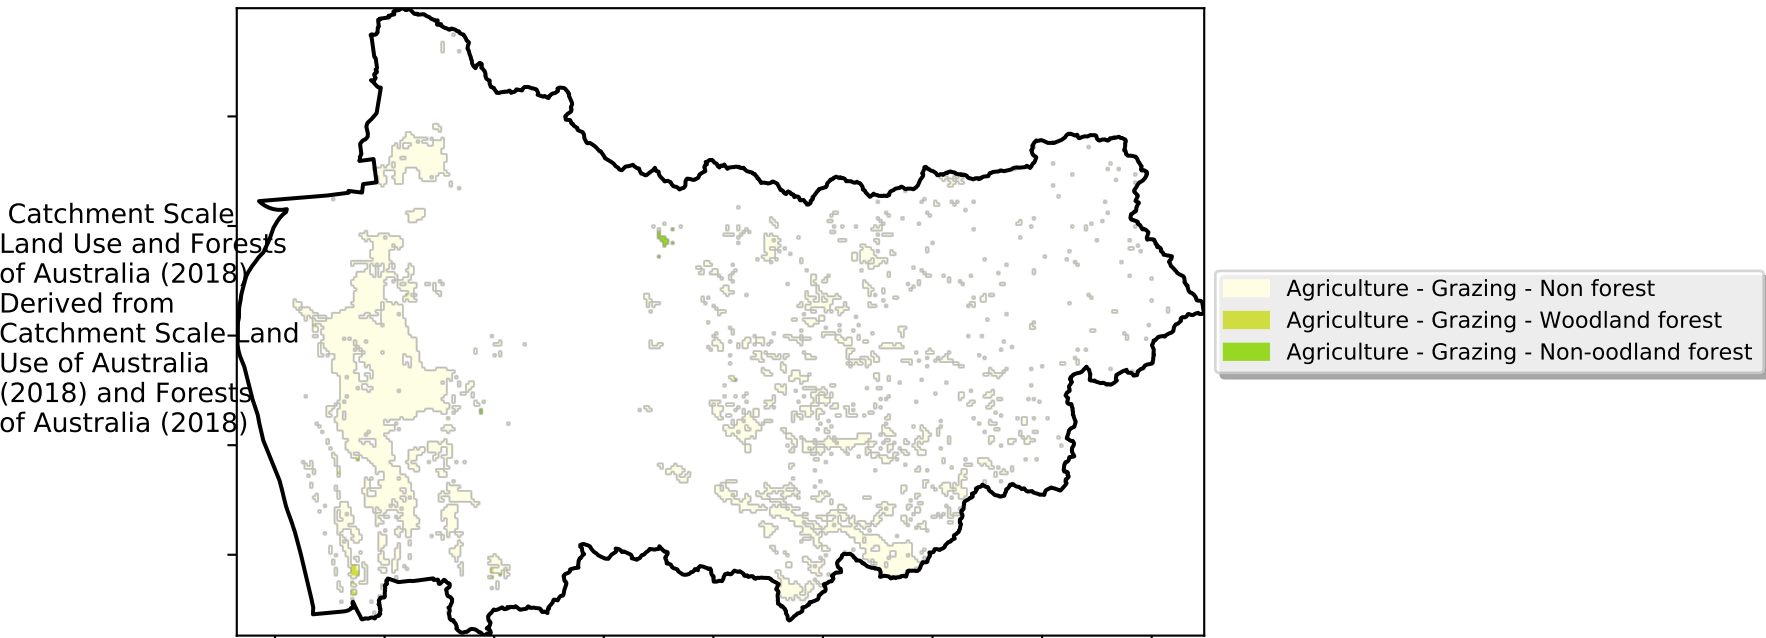 Catchment Scale
Land Use and Forests
of Australia (2018)
Derived from
Catchment Scale Land
Use of Australia
(2018) and Forests
of Australia (2018)
Agriculture - Grazing - Non forest
Agriculture - Grazing - Woodland forest
Agriculture - Grazing - Non-oodland forest